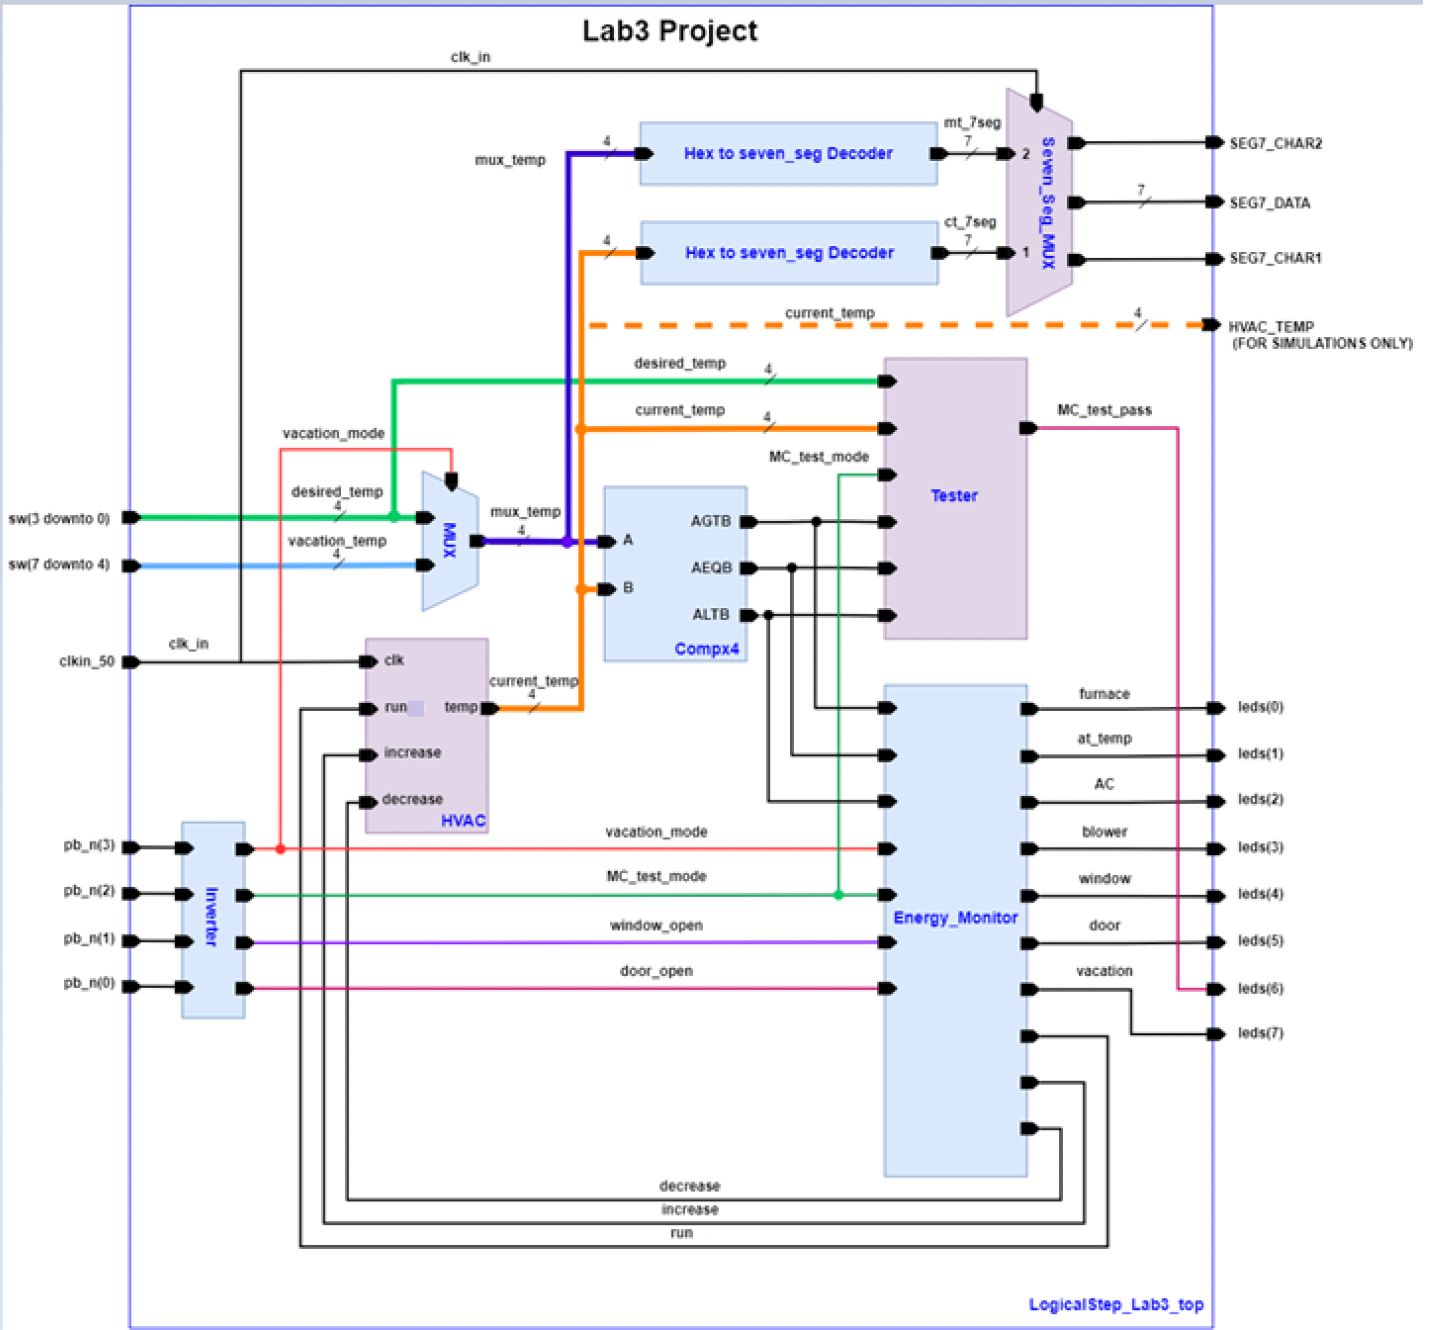 Lab3 Project
clk_in
mt_7seg
4
mux_temp
Hex to seven_seg Decoder
7
2
SEG7_CHAR2
Seven_Seg_MUX
7
SEG7_DATA
ct_7seg
4
Hex to seven_seg Decoder
7
1
SEG7_CHAR1
current_temp
4
HVAC_TEMP
(FOR SIMULATIONS ONLY)
desired_temp
4
current_temp
4
MC_test_pass
vacation_mode
MC_test_mode
Tester
desired_temp
4
sw(3 downto 0)
MUX
mux_temp
4
A
AGTB
vacation_temp
4
sw(7 downto 4)
AEQB
B
ALTB
Compx4
clk_in
clkin_50
clk
current_temp
4
run
temp
increase
decrease
HVAC
furnace
leds(0)
at_temp
leds(1)
AC
leds(2)
pb_n(3)
vacation_mode
blower
leds(3)
pb_n(2)
MC_test_mode
window
leds(4)
Inverter
Energy_Monitor
pb_n(1)
window_open
door
leds(5)
pb_n(0)
door_open
vacation
leds(6)
leds(7)
decrease
increase
run
LogicalStep_Lab3_top